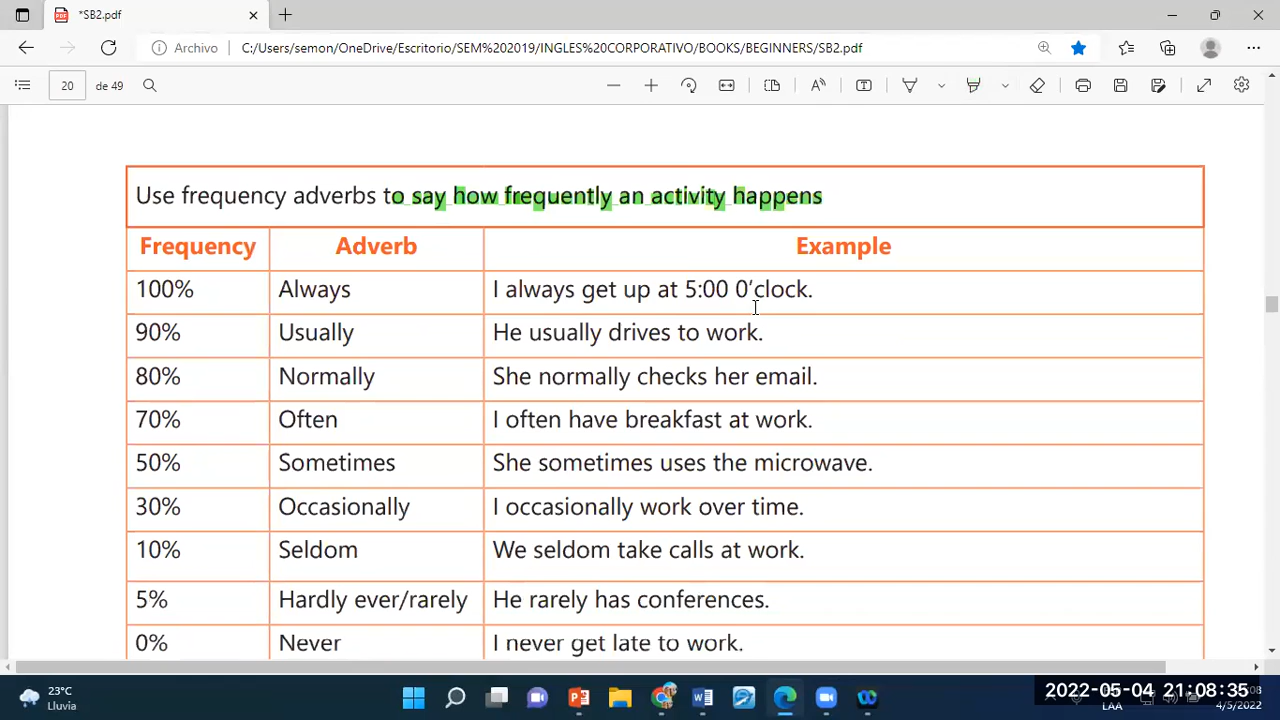 *SB2.pdf
Archivo C:/Users/semon/OneDrive/Escritorio/SEM%202019/INGLES%20CORPORATIVO/BOOKS/BEGINNERS/SB2.pdf
20 de 49
Use frequency adverbs to say how frequently an activity happens
Frequency Adverb Example
100% Always I always get up at 5:00 0'clock.
90% Usually He usually drives to work.
80% Normally She normally checks her email.
70% Often I often have breakfast at work.
50% Sometimes She sometimes uses the microwave.
30% Occasionally I occasionally work over time.
10% Seldom We seldom take calls at work.
5% Hardly ever/rarely He rarely has conferences.
0% Never I never get late to work.
23°C
Lluvia
2022-05-04 21:08:35
LAA 4/5/2022